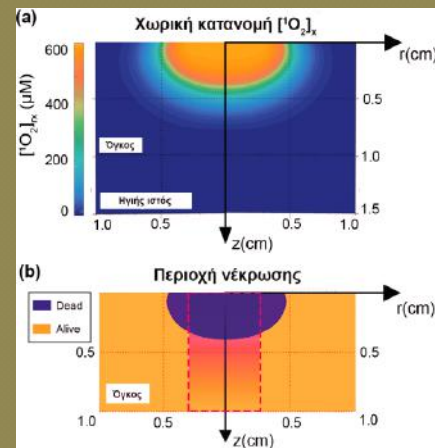 (a)
Χωρική κατανομή [¹O₂]ₓ
600
400
200
0
[¹O₂]ᵣₓ (μM)
r(cm)
0.5
1.0
1.5
Όγκος
Ηγιής ιστός
1.0 0.5 0.5 1.0
z(cm)
(b)
Περιοχή νέκρωσης
r(cm)
Dead
Alive
0.5 0.5
Όγκος
1.0 0.5 0.5 1.0
z(cm)